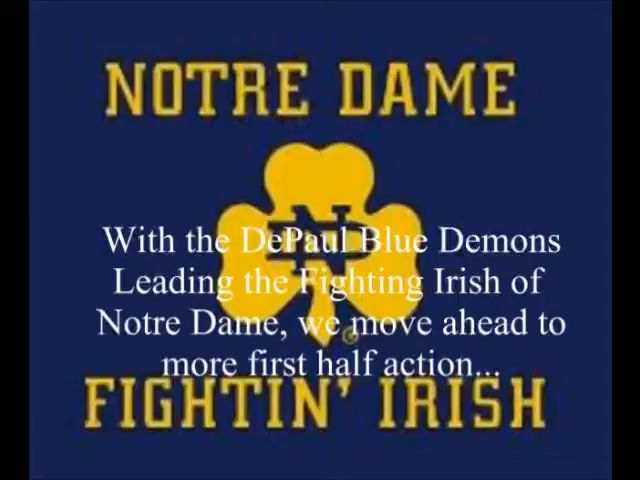 NOTRE DAME
ND
With the DePaul Blue Demons
Leading the Fighting Irish of
Notre Dame, we move ahead to
more first half action...
FIGHTIN' IRISH